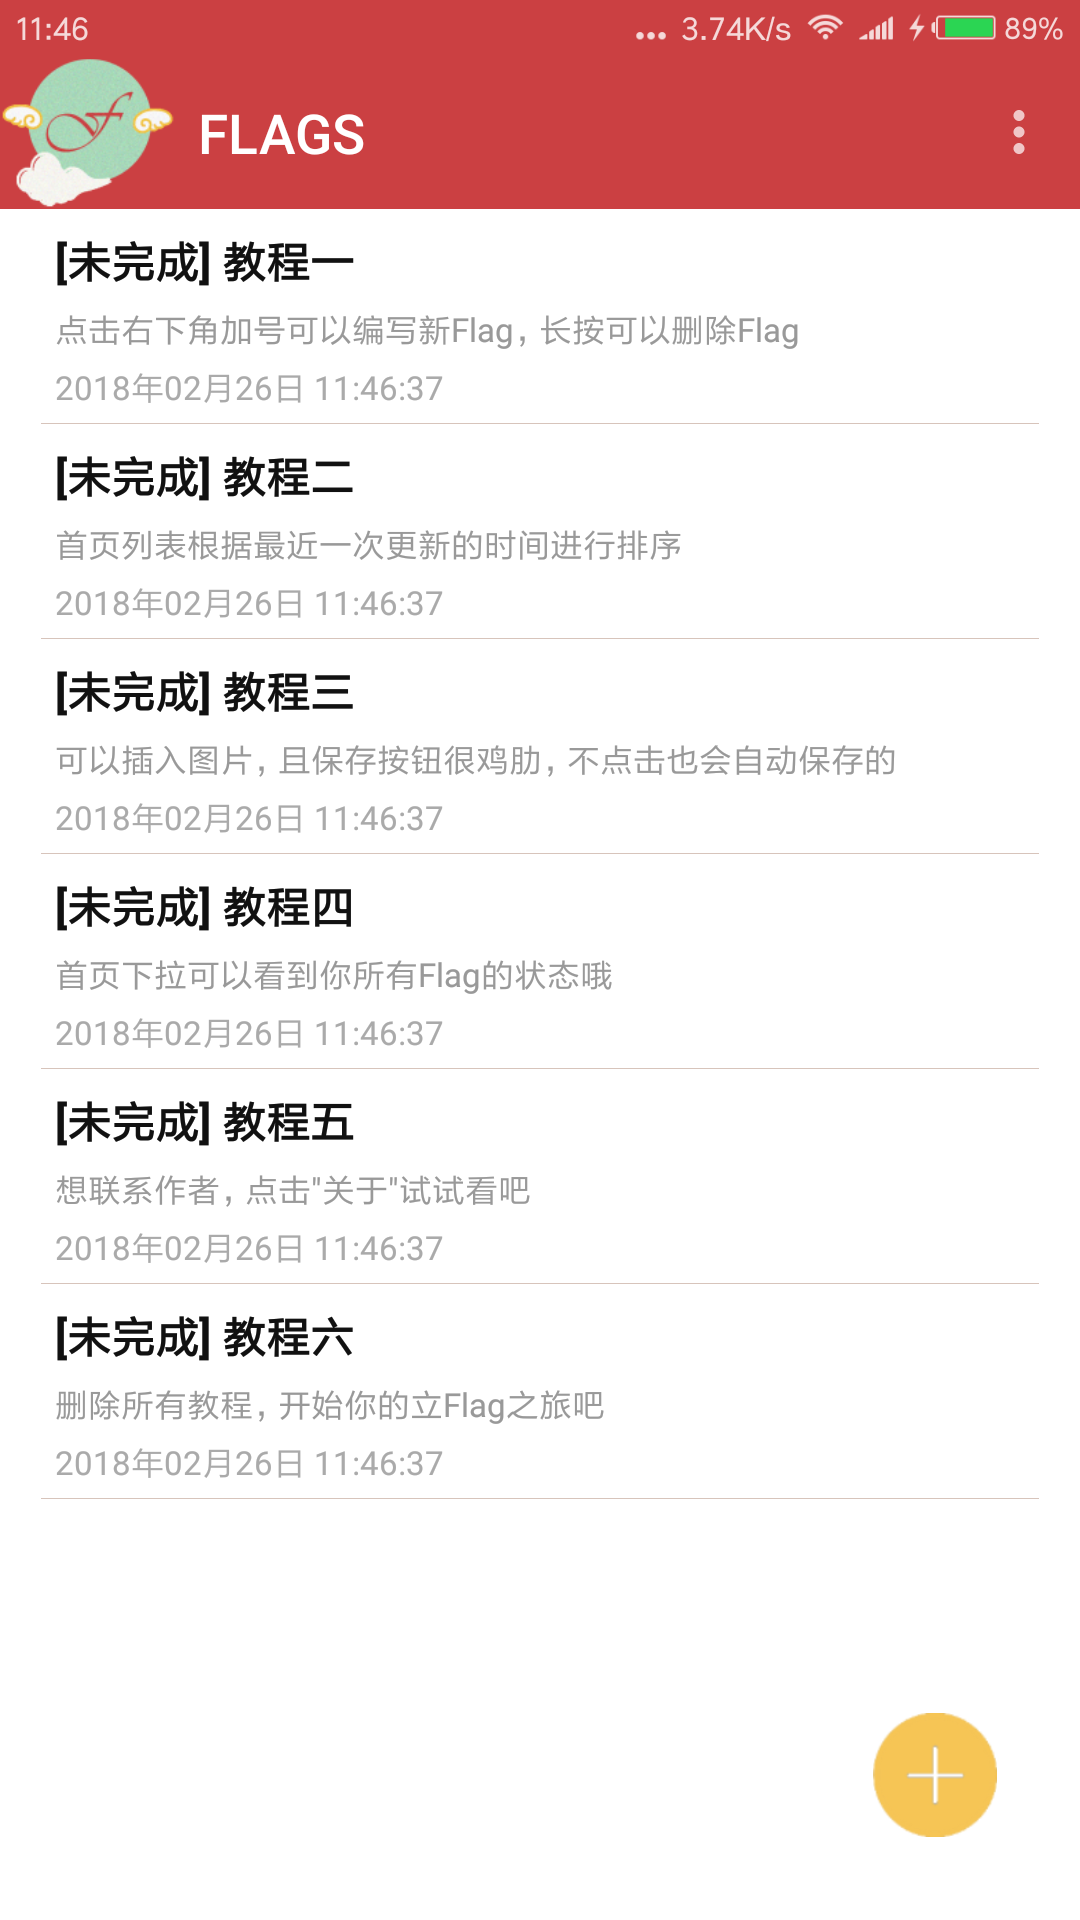 11:46
... 3.74K/s 89%
FLAGS
[未完成] 教程一
点击右下角加号可以编写新Flag, 长按可以删除Flag
2018年02月26日 11:46:37
[未完成] 教程二
首页列表根据最近一次更新的时间进行排序
2018年02月26日 11:46:37
[未完成] 教程三
可以插入图片, 且保存按钮很鸡肋, 不点击也会自动保存的
2018年02月26日 11:46:37
[未完成] 教程四
首页下拉可以看到你所有Flag的状态哦
2018年02月26日 11:46:37
[未完成] 教程五
想联系作者, 点击"关于"试试看吧
2018年02月26日 11:46:37
[未完成] 教程六
删除所有教程, 开始你的立Flag之旅吧
2018年02月26日 11:46:37